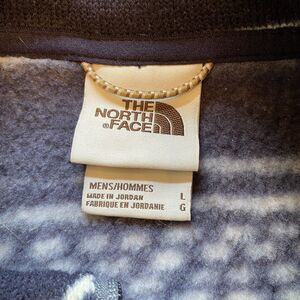 THE
NORTH
FACE
MENS/HOMMES
MADE IN JORDAN L
FABRIQUE EN JORDANIE G